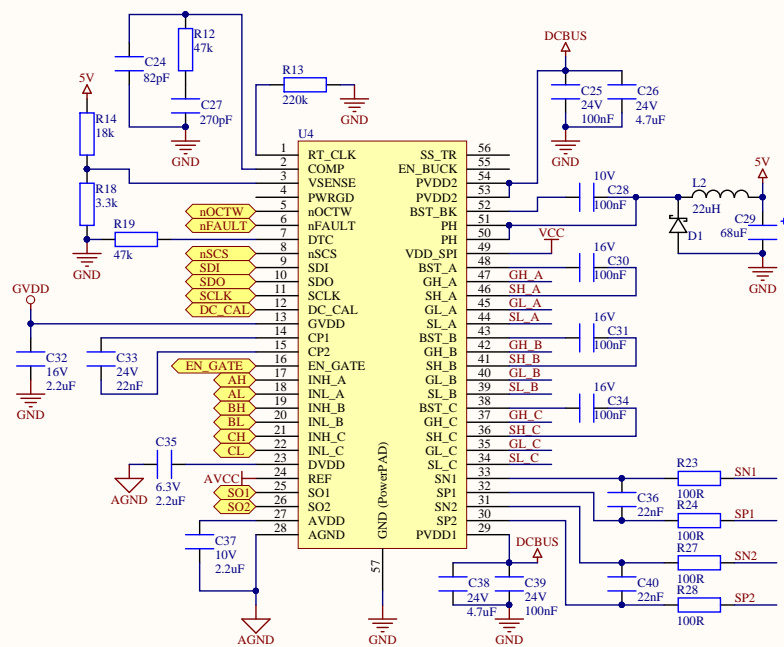 R12
47k
C24
82pF
C27
270pF
GND
R13
220k
GND
5V
R14
18k
R18
3.3k
R19
47k
GND
DCBUS
C25
24V
100nF
C26
24V
4.7uF
GND
U4
1 RT_CLK SS_TR 56
2 COMP EN_BUCK 55
3 VSENSE PVDD2 54
4 PWRGD PVDD2 53
nOCTW 5 nOCTW BST_BK 52
nFAULT 6 nFAULT PH 51
7 DTC PH 50
nSCS 8 nSCS VDD_SPI 49 VCC
SDI 9 SDI BST_A 48
SDO 10 SDO GH_A 47 GH_A
SCLK 11 SCLK SH_A 46 SH_A
DC_CAL 12 DC_CAL GL_A 45 GL_A
13 GVDD SL_A 44 SL_A
14 CP1 BST_B 43
15 CP2 GH_B 42 GH_B
EN_GATE 16 EN_GATE SH_B 41 SH_B
AH 17 INH_A GL_B 40 GL_B
AL 18 INL_A SL_B 39 SL_B
BH 19 INH_B BST_C 38
BL 20 INL_B GH_C 37 GH_C
CH 21 INH_C SH_C 36 SH_C
CL 22 INL_C GL_C 35 GL_C
23 DVDD SL_C 34 SL_C
AVCC 24 REF SN1 33
SO1 25 SO1 SP1 32
SO2 26 SO2 SN2 31
27 AVDD SP2 30
28 AGND PVDD1 29
GND (PowerPAD)
57
GND
10V
C28
100nF
L2
22uH
5V
C29
68uF
+
D1
GND
16V
C30
100nF
16V
C31
100nF
16V
C34
100nF
GVDD
C32
16V
2.2uF
GND
C33
24V
22nF
C35
6.3V
2.2uF
AGND
C37
10V
2.2uF
AGND
DCBUS
C38
24V
4.7uF
C39
24V
100nF
GND
C36
22nF
C40
22nF
R23
100R
SN1
R24
100R
SP1
R27
100R
SN2
R28
100R
SP2